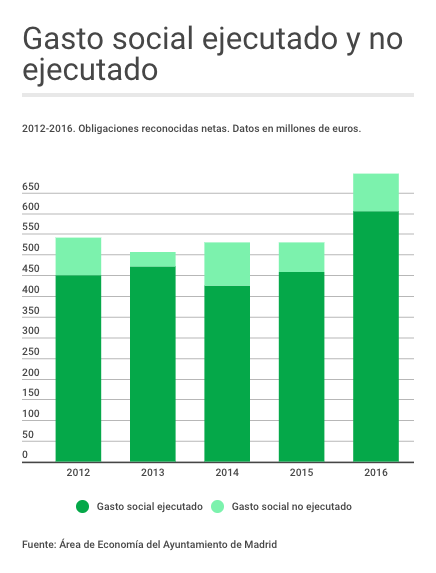 Gasto social ejecutado y no
ejecutado
2012-2016. Obligaciones reconocidas netas. Datos en millones de euros.
650
600
550
500
450
400
350
300
250
200
150
100
50
0
2012 2013 2014 2015 2016
Gasto social ejecutado Gasto social no ejecutado
Fuente: Área de Economía del Ayuntamiento de Madrid